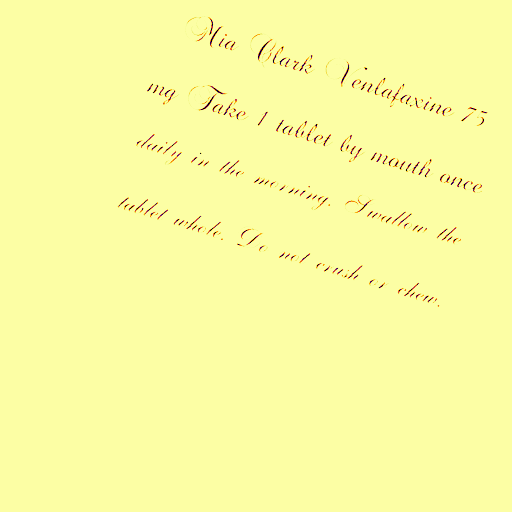 Mia Clark Venlafaxine 75
mg Take 1 tablet by mouth once
daily in the morning. Swallow the
tablet whole. Do not crush or chew.